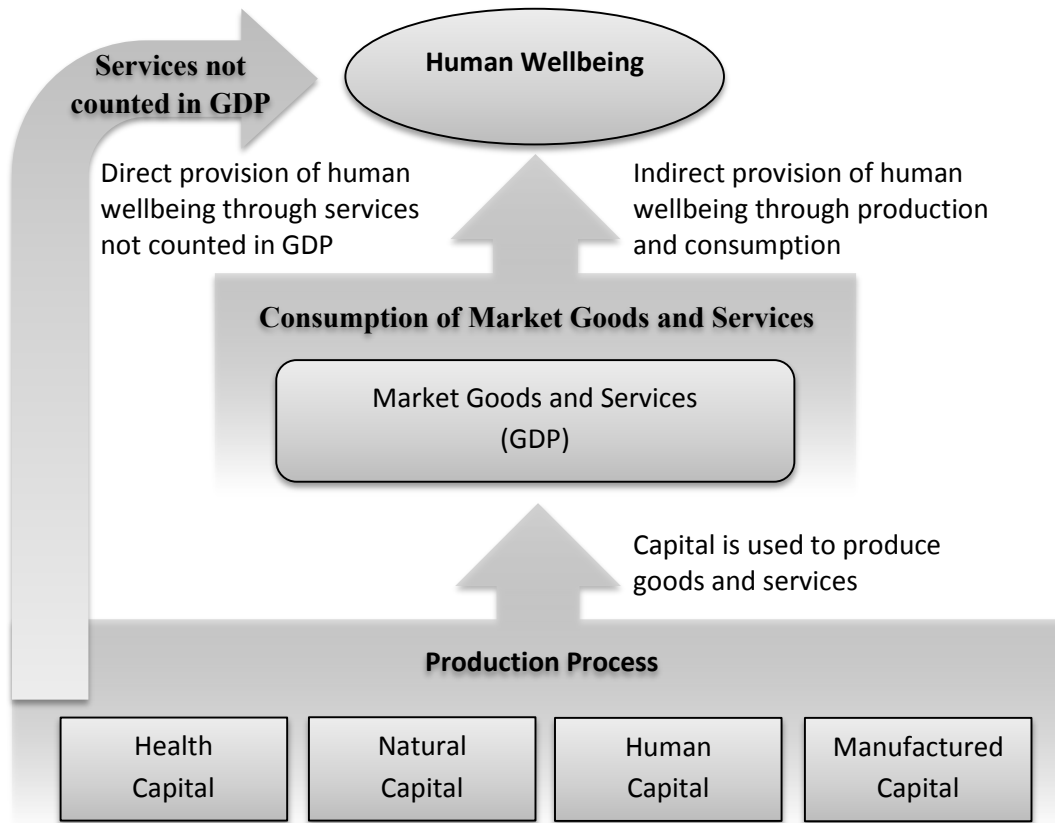 Services not
counted in GDP
Human Wellbeing
Direct provision of human
wellbeing through services
not counted in GDP
Indirect provision of human
wellbeing through production
and consumption
Consumption of Market Goods and Services
Market Goods and Services
(GDP)
Capital is used to produce
goods and services
Production Process
Health
Capital
Natural
Capital
Human
Capital
Manufactured
Capital